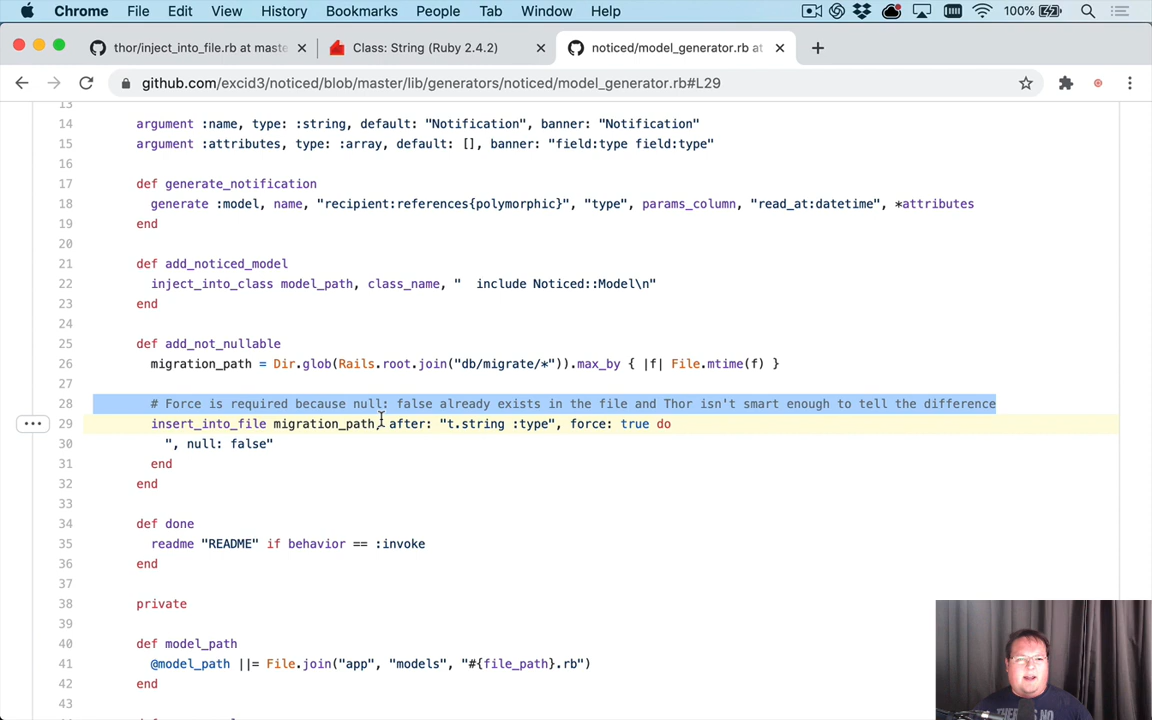 Chrome File Edit View History Bookmarks People Tab Window Help 100%
thor/inject_into_file.rb at maste
Class: String (Ruby 2.4.2)
noticed/model_generator.rb at
github.com/excid3/noticed/blob/master/lib/generators/noticed/model_generator.rb#L29
13
14 argument :name, type: :string, default: "Notification", banner: "Notification"
15 argument :attributes, type: :array, default: [], banner: "field:type field:type"
16
17 def generate_notification
18 generate :model, name, "recipient:references{polymorphic}", "type", params_column, "read_at:datetime", *attributes
19 end
20
21 def add_noticed_model
22 inject_into_class model_path, class_name, "  include Noticed::Model\n"
23 end
24
25 def add_not_nullable
26 migration_path = Dir.glob(Rails.root.join("db/migrate/*")).max_by { |f| File.mtime(f) }
27
28 # Force is required because null: false already exists in the file and Thor isn't smart enough to tell the difference
29 insert_into_file migration_path, after: "t.string :type", force: true do
30 ", null: false"
31 end
32 end
33
34 def done
35 readme "README" if behavior == :invoke
36 end
37
38 private
39
40 def model_path
41 @model_path ||= File.join("app", "models", "#{file_path}.rb")
42 end
43
THERE IS NO